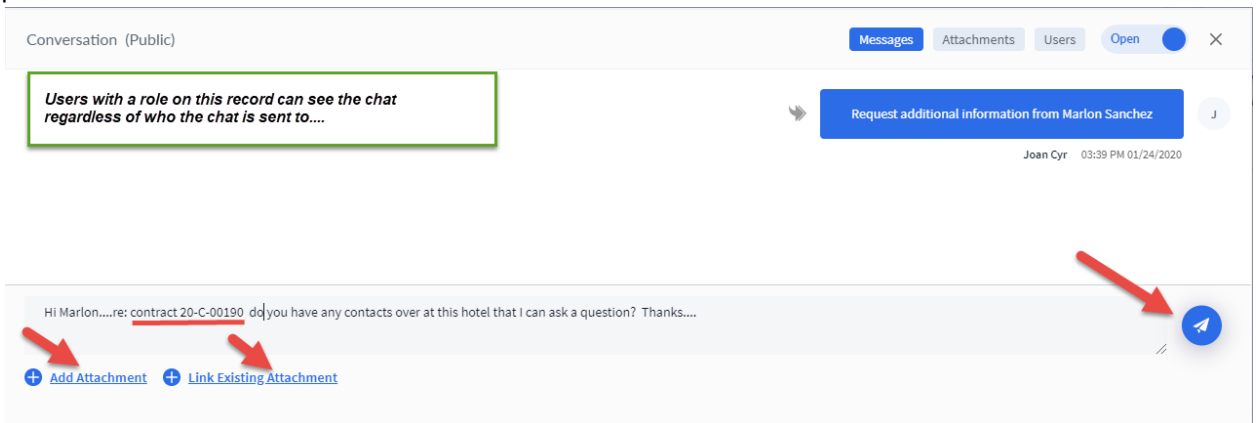 Conversation (Public)
Messages
Attachments
Users
Open
Users with a role on this record can see the chat
regardless of who the chat is sent to....
Request additional information from Marlon Sanchez
J
Joan Cyr 03:39 PM 01/24/2020
Hi Marlon....re: contract 20-C-00190 do you have any contacts over at this hotel that I can ask a question? Thanks....
Add Attachment
Link Existing Attachment